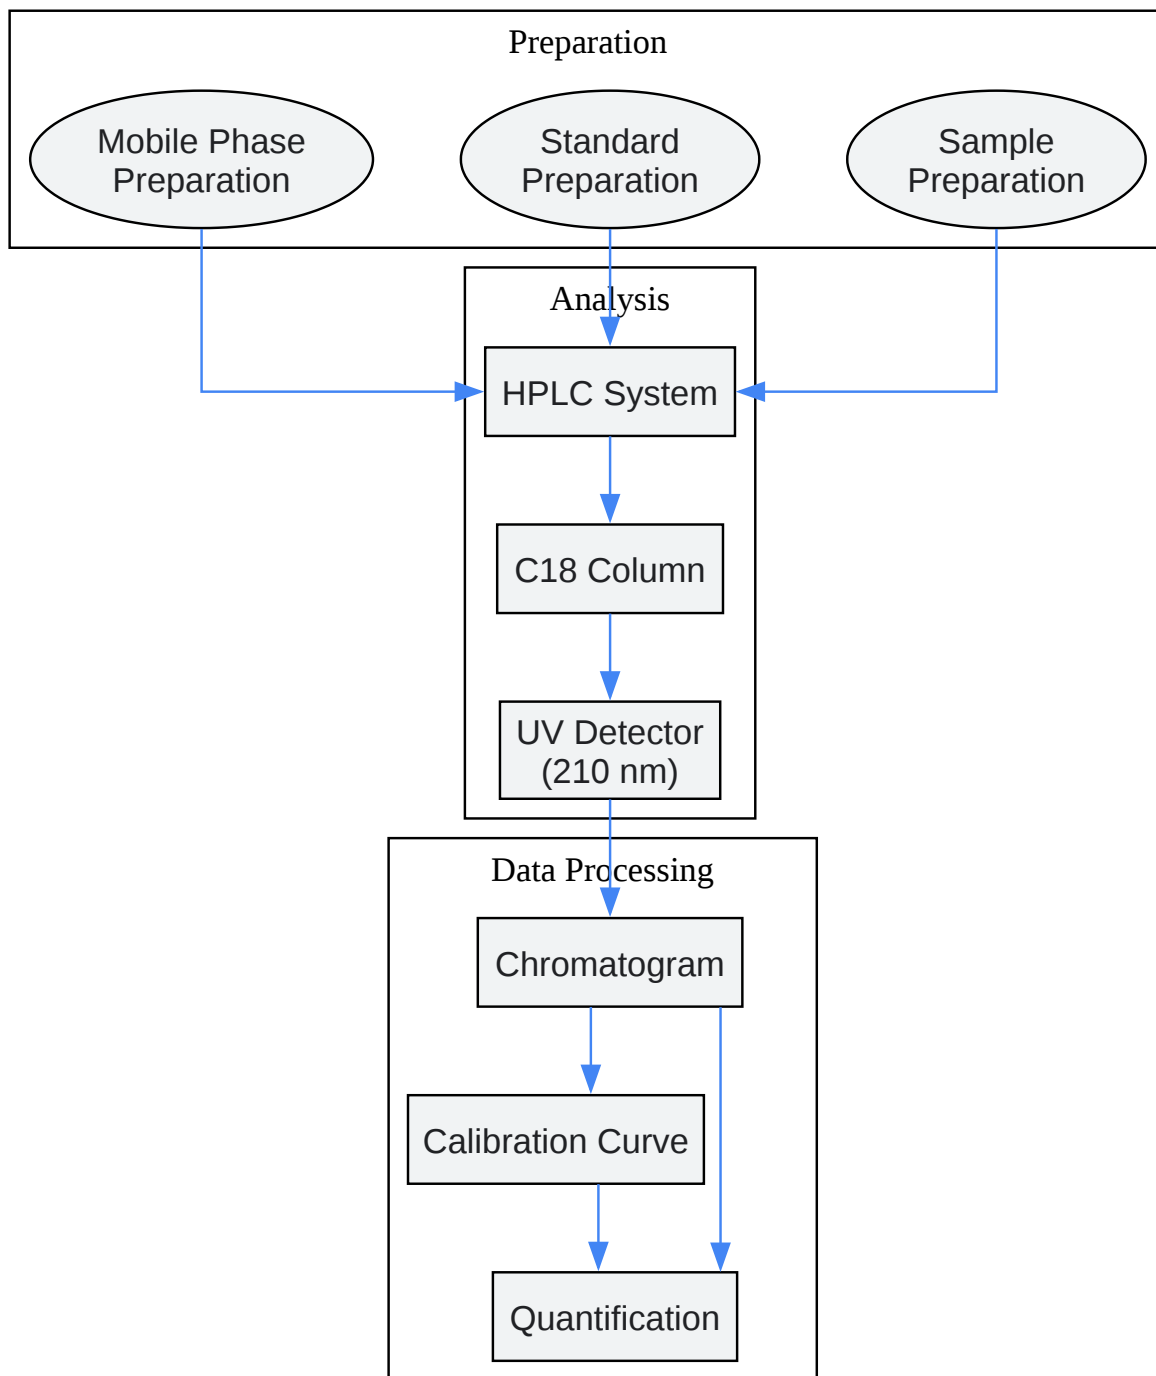 Preparation
Mobile Phase
Preparation
Standard
Preparation
Sample
Preparation
Analysis
HPLC System
C18 Column
UV Detector
(210 nm)
Data Processing
Chromatogram
Calibration Curve
Quantification